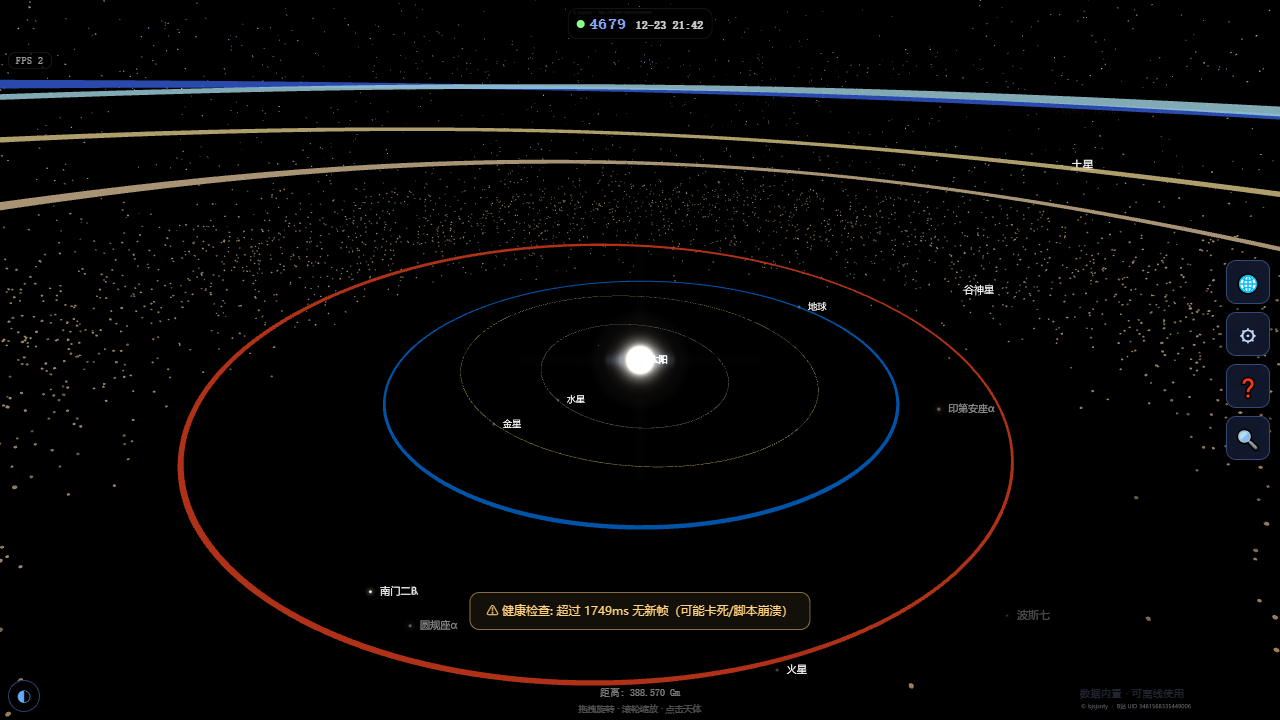 4679 12-23 21:42
FPS 2
土星
谷神星
地球
水星
金星
印第安座α
南门二B
圆规座α
⚠ 健康检查: 超过 1749ms 无新帧（可能卡死/脚本崩溃）
波斯七
火星
距离: 388.570 Gm
拖拽旋转 · 滚轮缩放 · 点击天体
数据内置 · 可离线使用